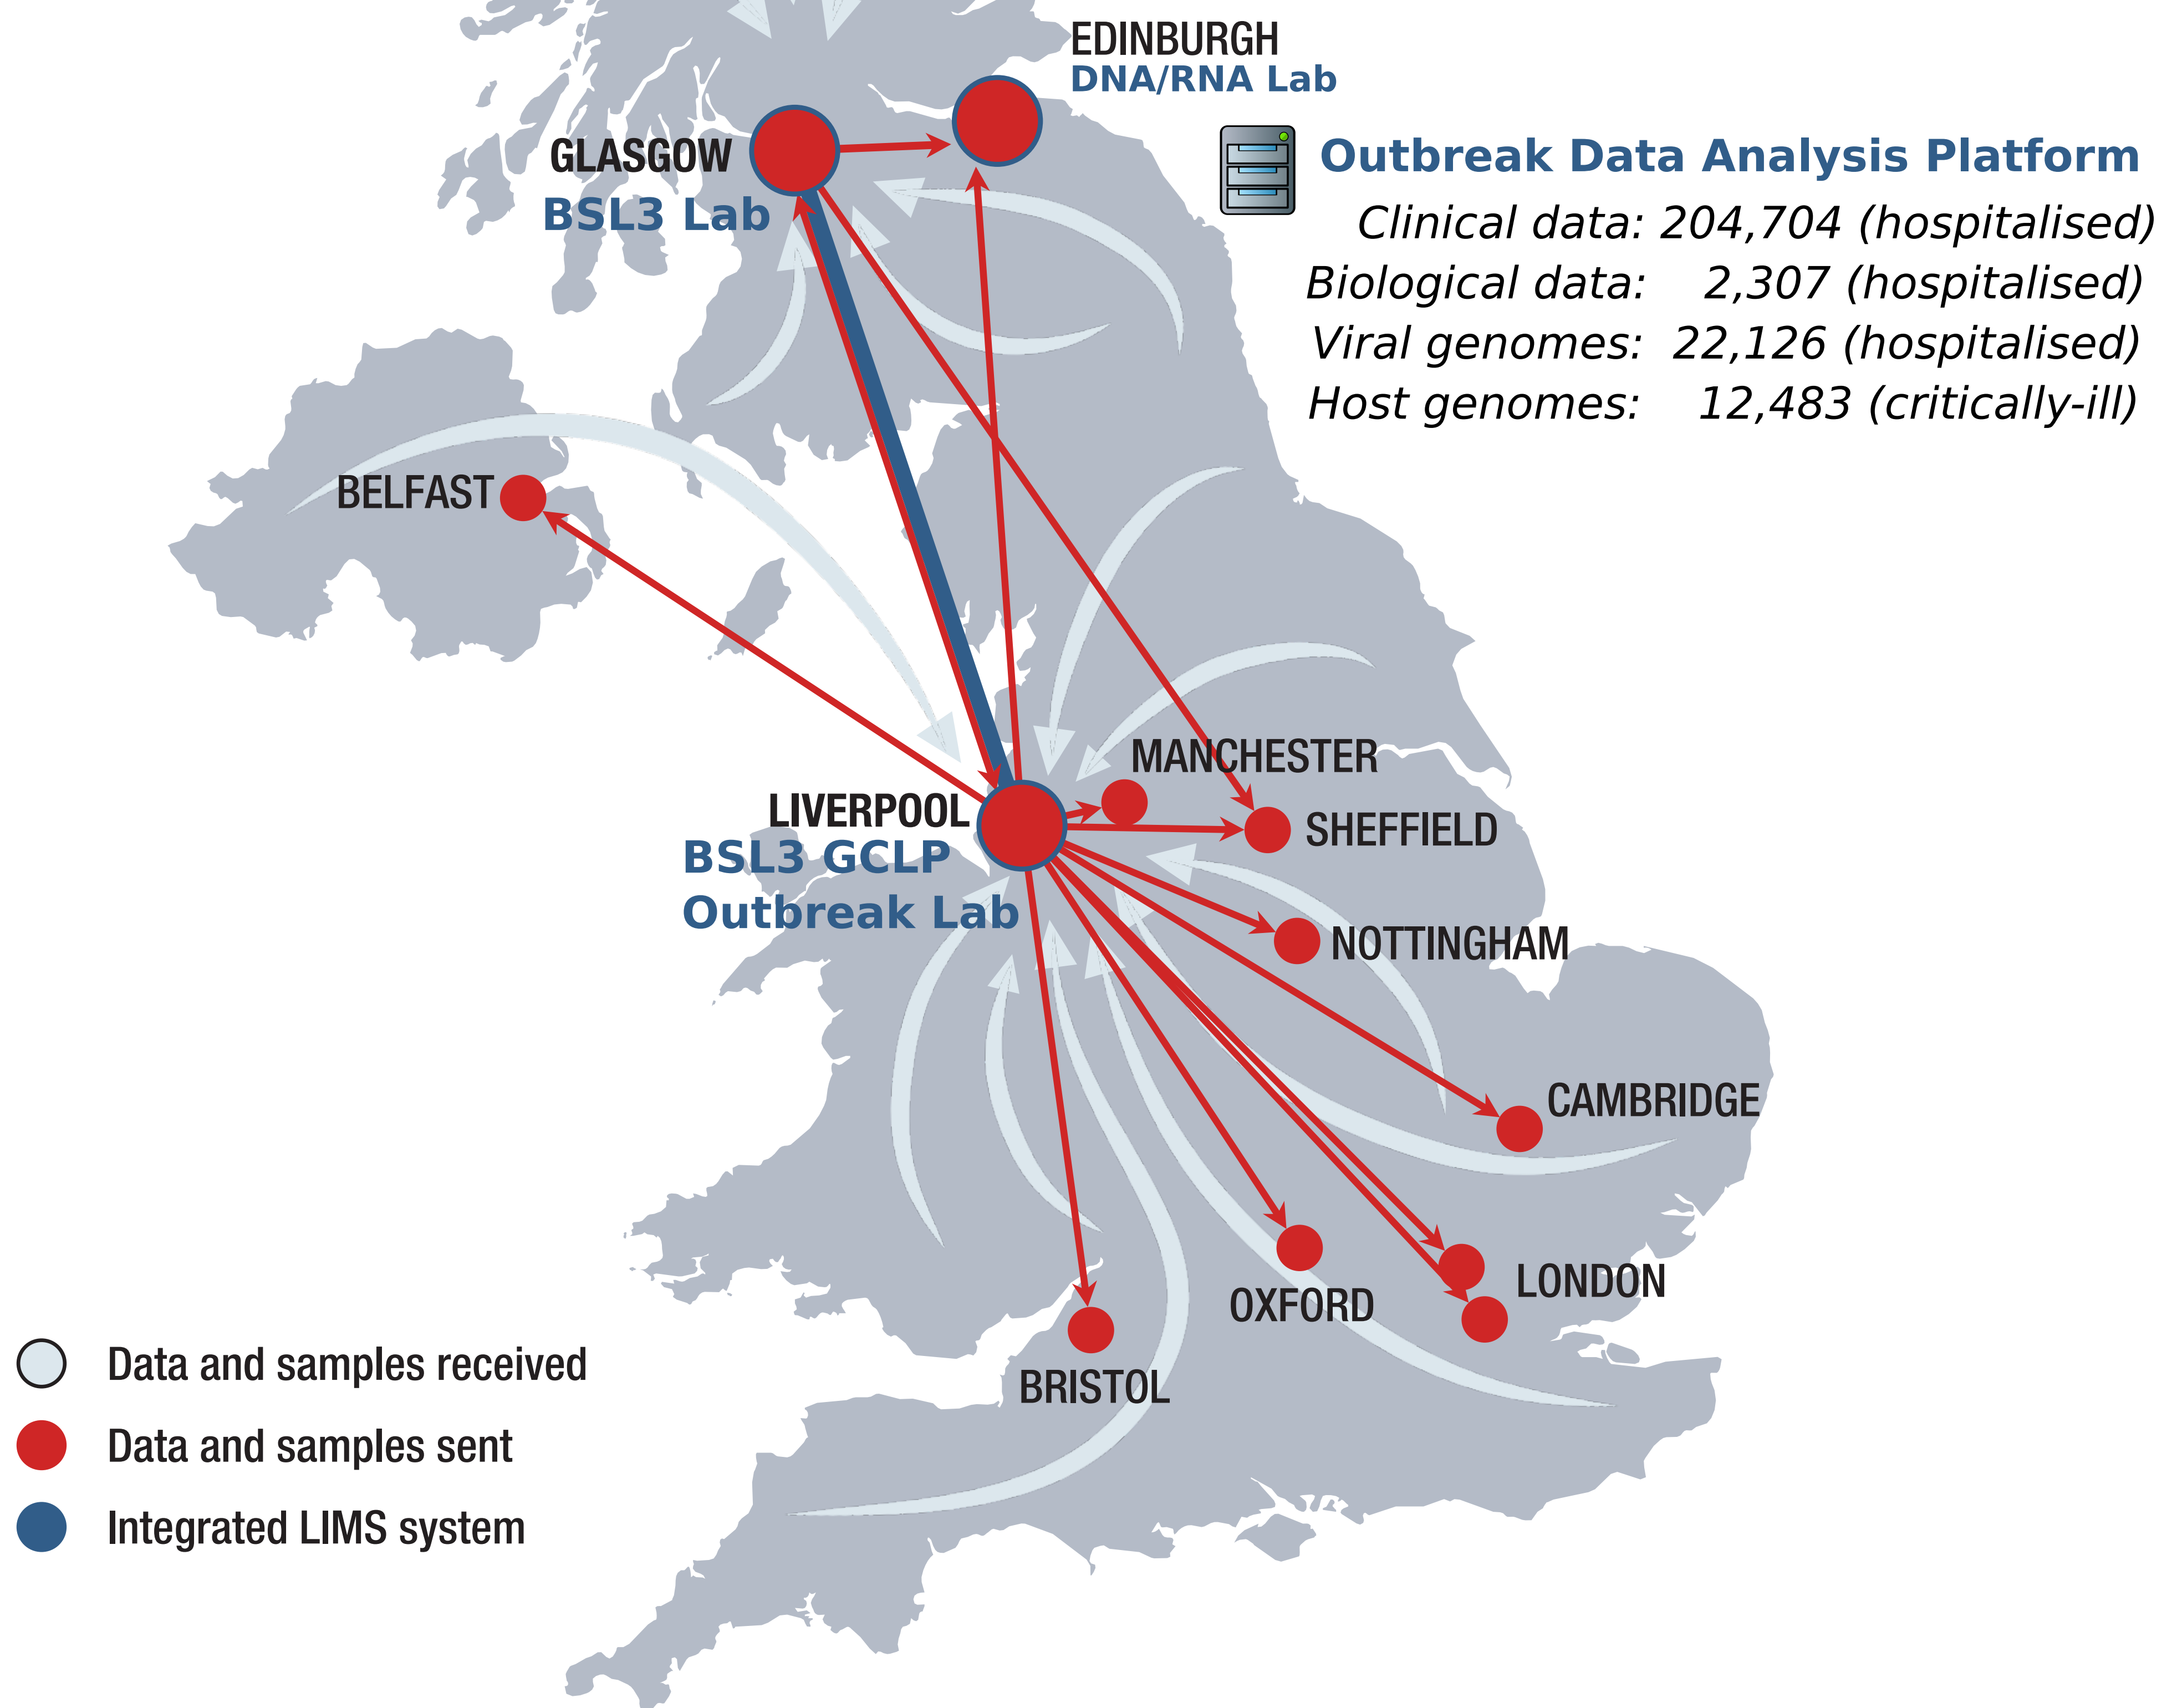 EDINBURGH
DNA/RNA Lab
GLASGOW
BSL3 Lab
Outbreak Data Analysis Platform
Clinical data: 204,704 (hospitalised)
Biological data: 2,307 (hospitalised)
Viral genomes: 22,126 (hospitalised)
Host genomes: 12,483 (critically-ill)
BELFAST
MANCHESTER
LIVERPOOL
BSL3 GCLP
Outbreak Lab
SHEFFIELD
NOTTINGHAM
CAMBRIDGE
LONDON
OXFORD
BRISTOL
Data and samples received
Data and samples sent
Integrated LIMS system